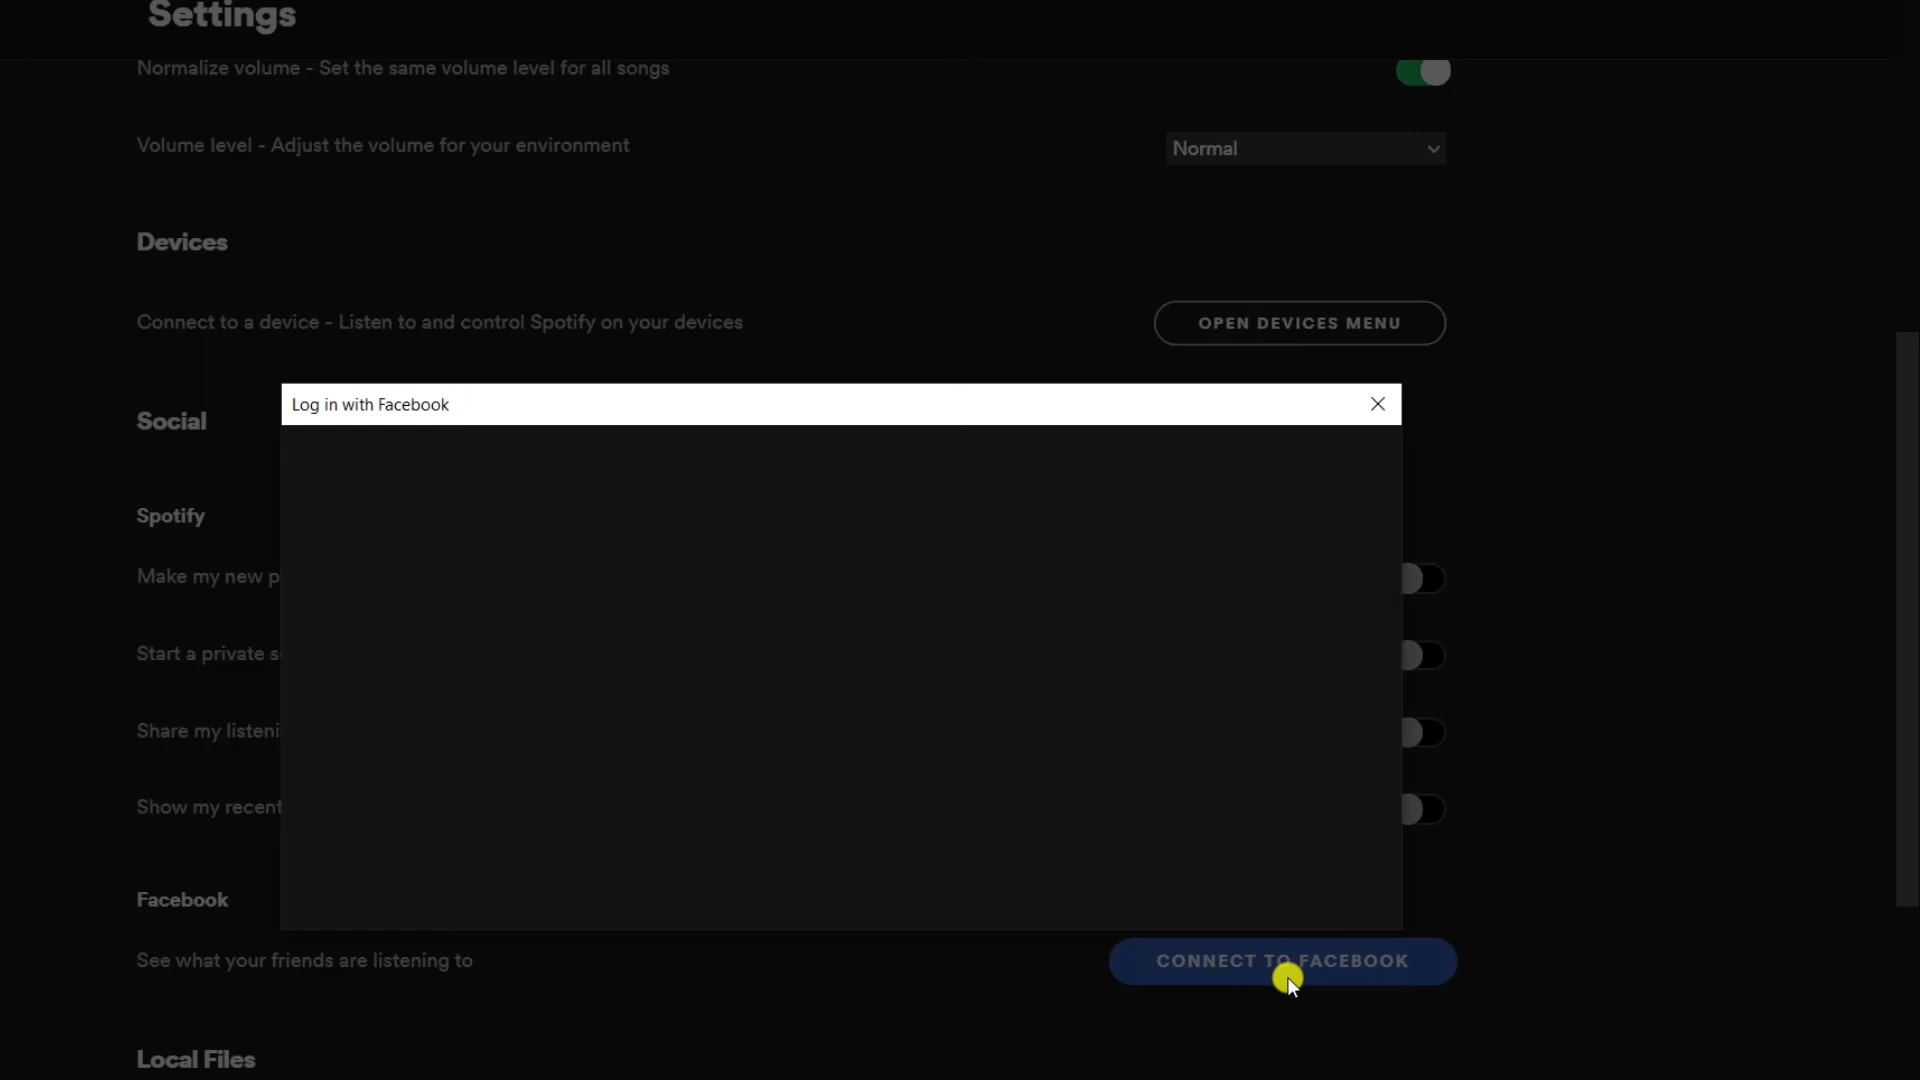 Settings
Normalize volume - Set the same volume level for all songs
Volume level - Adjust the volume for your environment
Normal
Devices
Connect to a device - Listen to and control Spotify on your devices
OPEN DEVICES MENU
Log in with Facebook
Social
Spotify
Make my new p
Start a private s
Share my listeni
Show my recent
Facebook
See what your friends are listening to
CONNECT TO FACEBOOK
Local Files